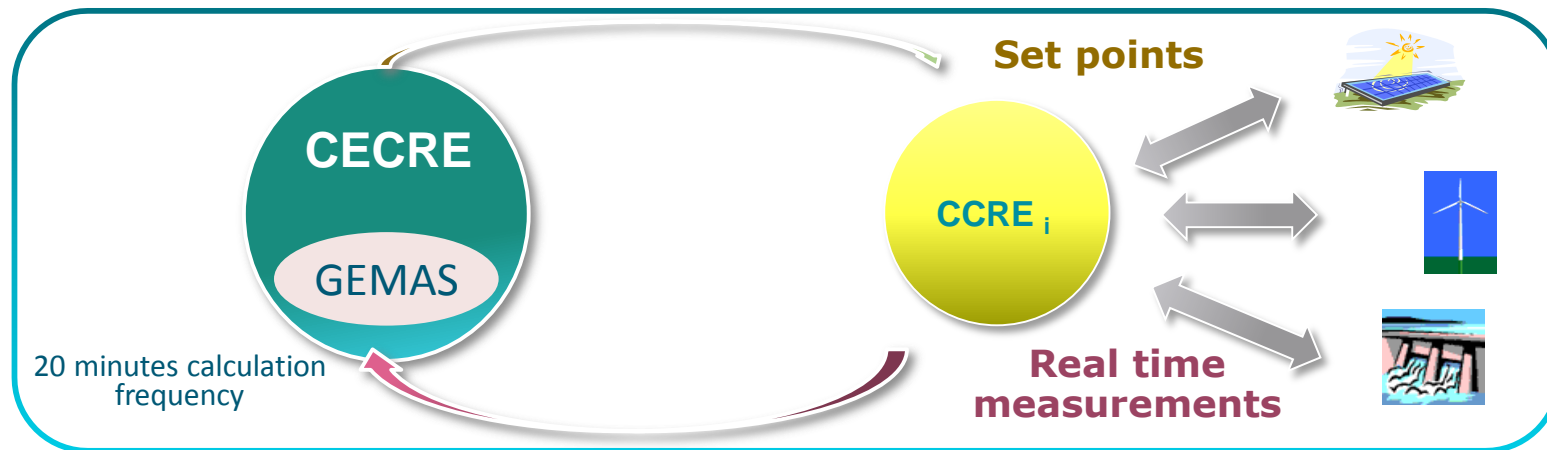 Set points
CECRE
CCRE i
GEMAS
20 minutes calculation
frequency
Real time
measurements